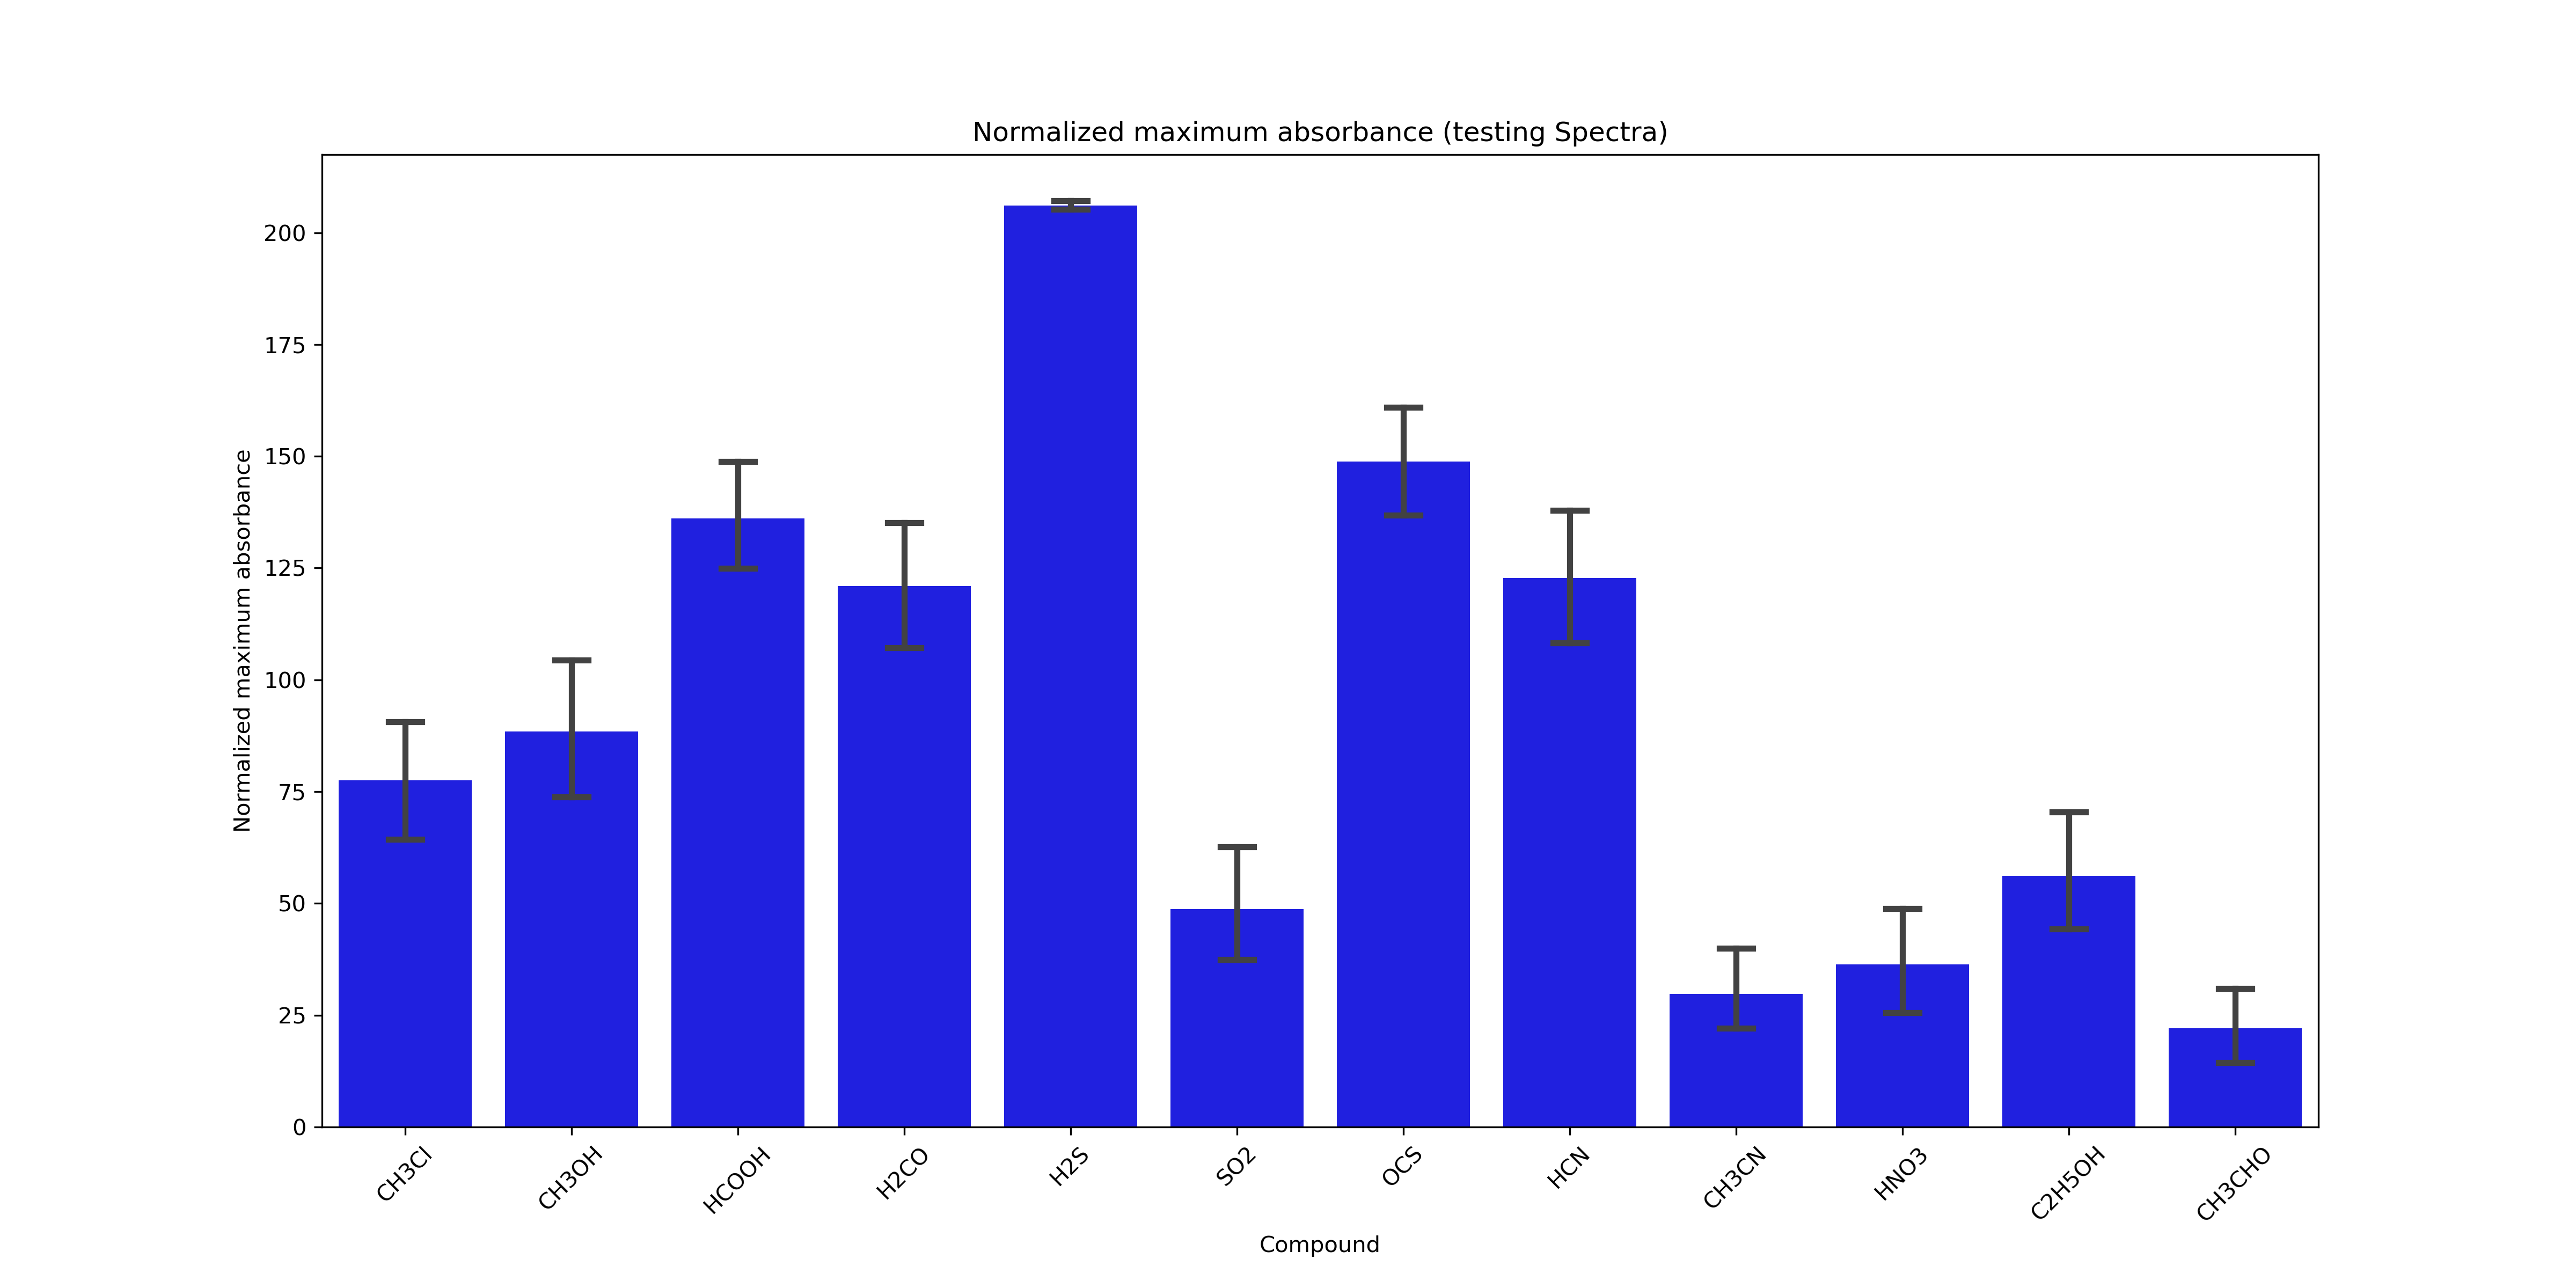 Normalized maximum absorbance (testing Spectra)
Normalized maximum absorbance
200
175
150
125
100
75
50
25
0
CH3Cl
CH3OH
HCOOH
H2CO
H2S
SO2
OCS
HCN
CH3CN
HNO3
C2H5OH
CH3CHO
Compound